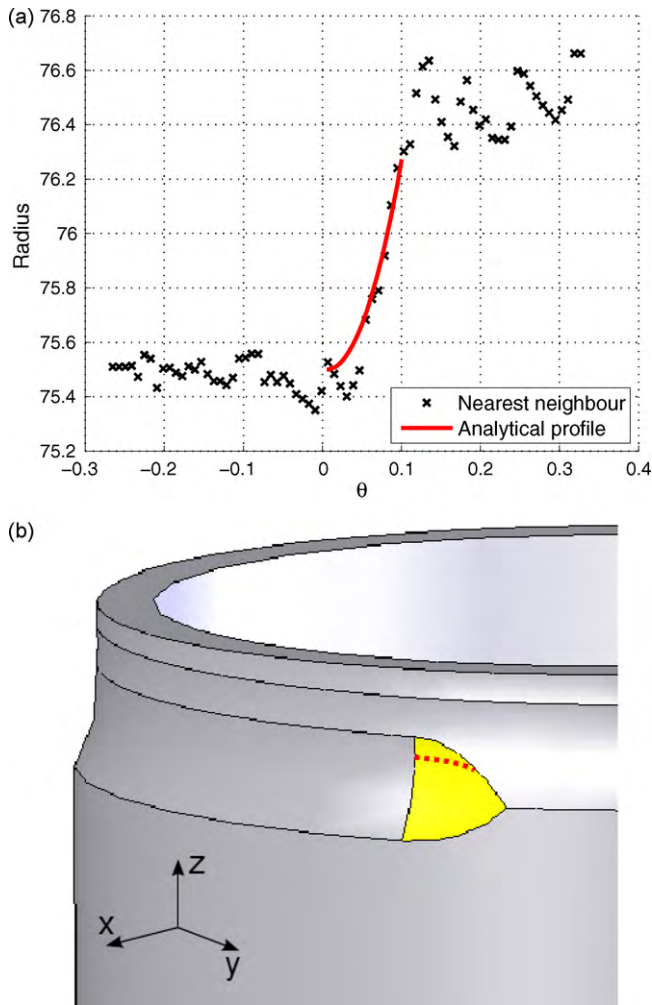 (a)
76.8
76.6
76.4
76.2
76
75.8
75.6
75.4
75.2
Radius
−0.3 −0.2 −0.1 0 0.1 0.2 0.3 0.4
θ
Nearest neighbour
Analytical profile
(b)
z
x
y